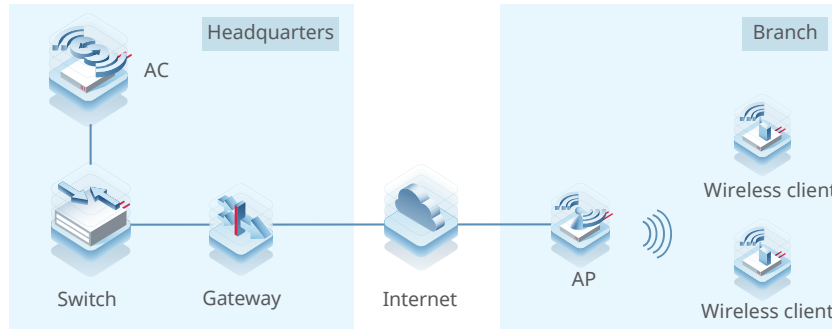 Headquarters
Branch
AC
Wireless client
Switch
Gateway
Internet
AP
Wireless client